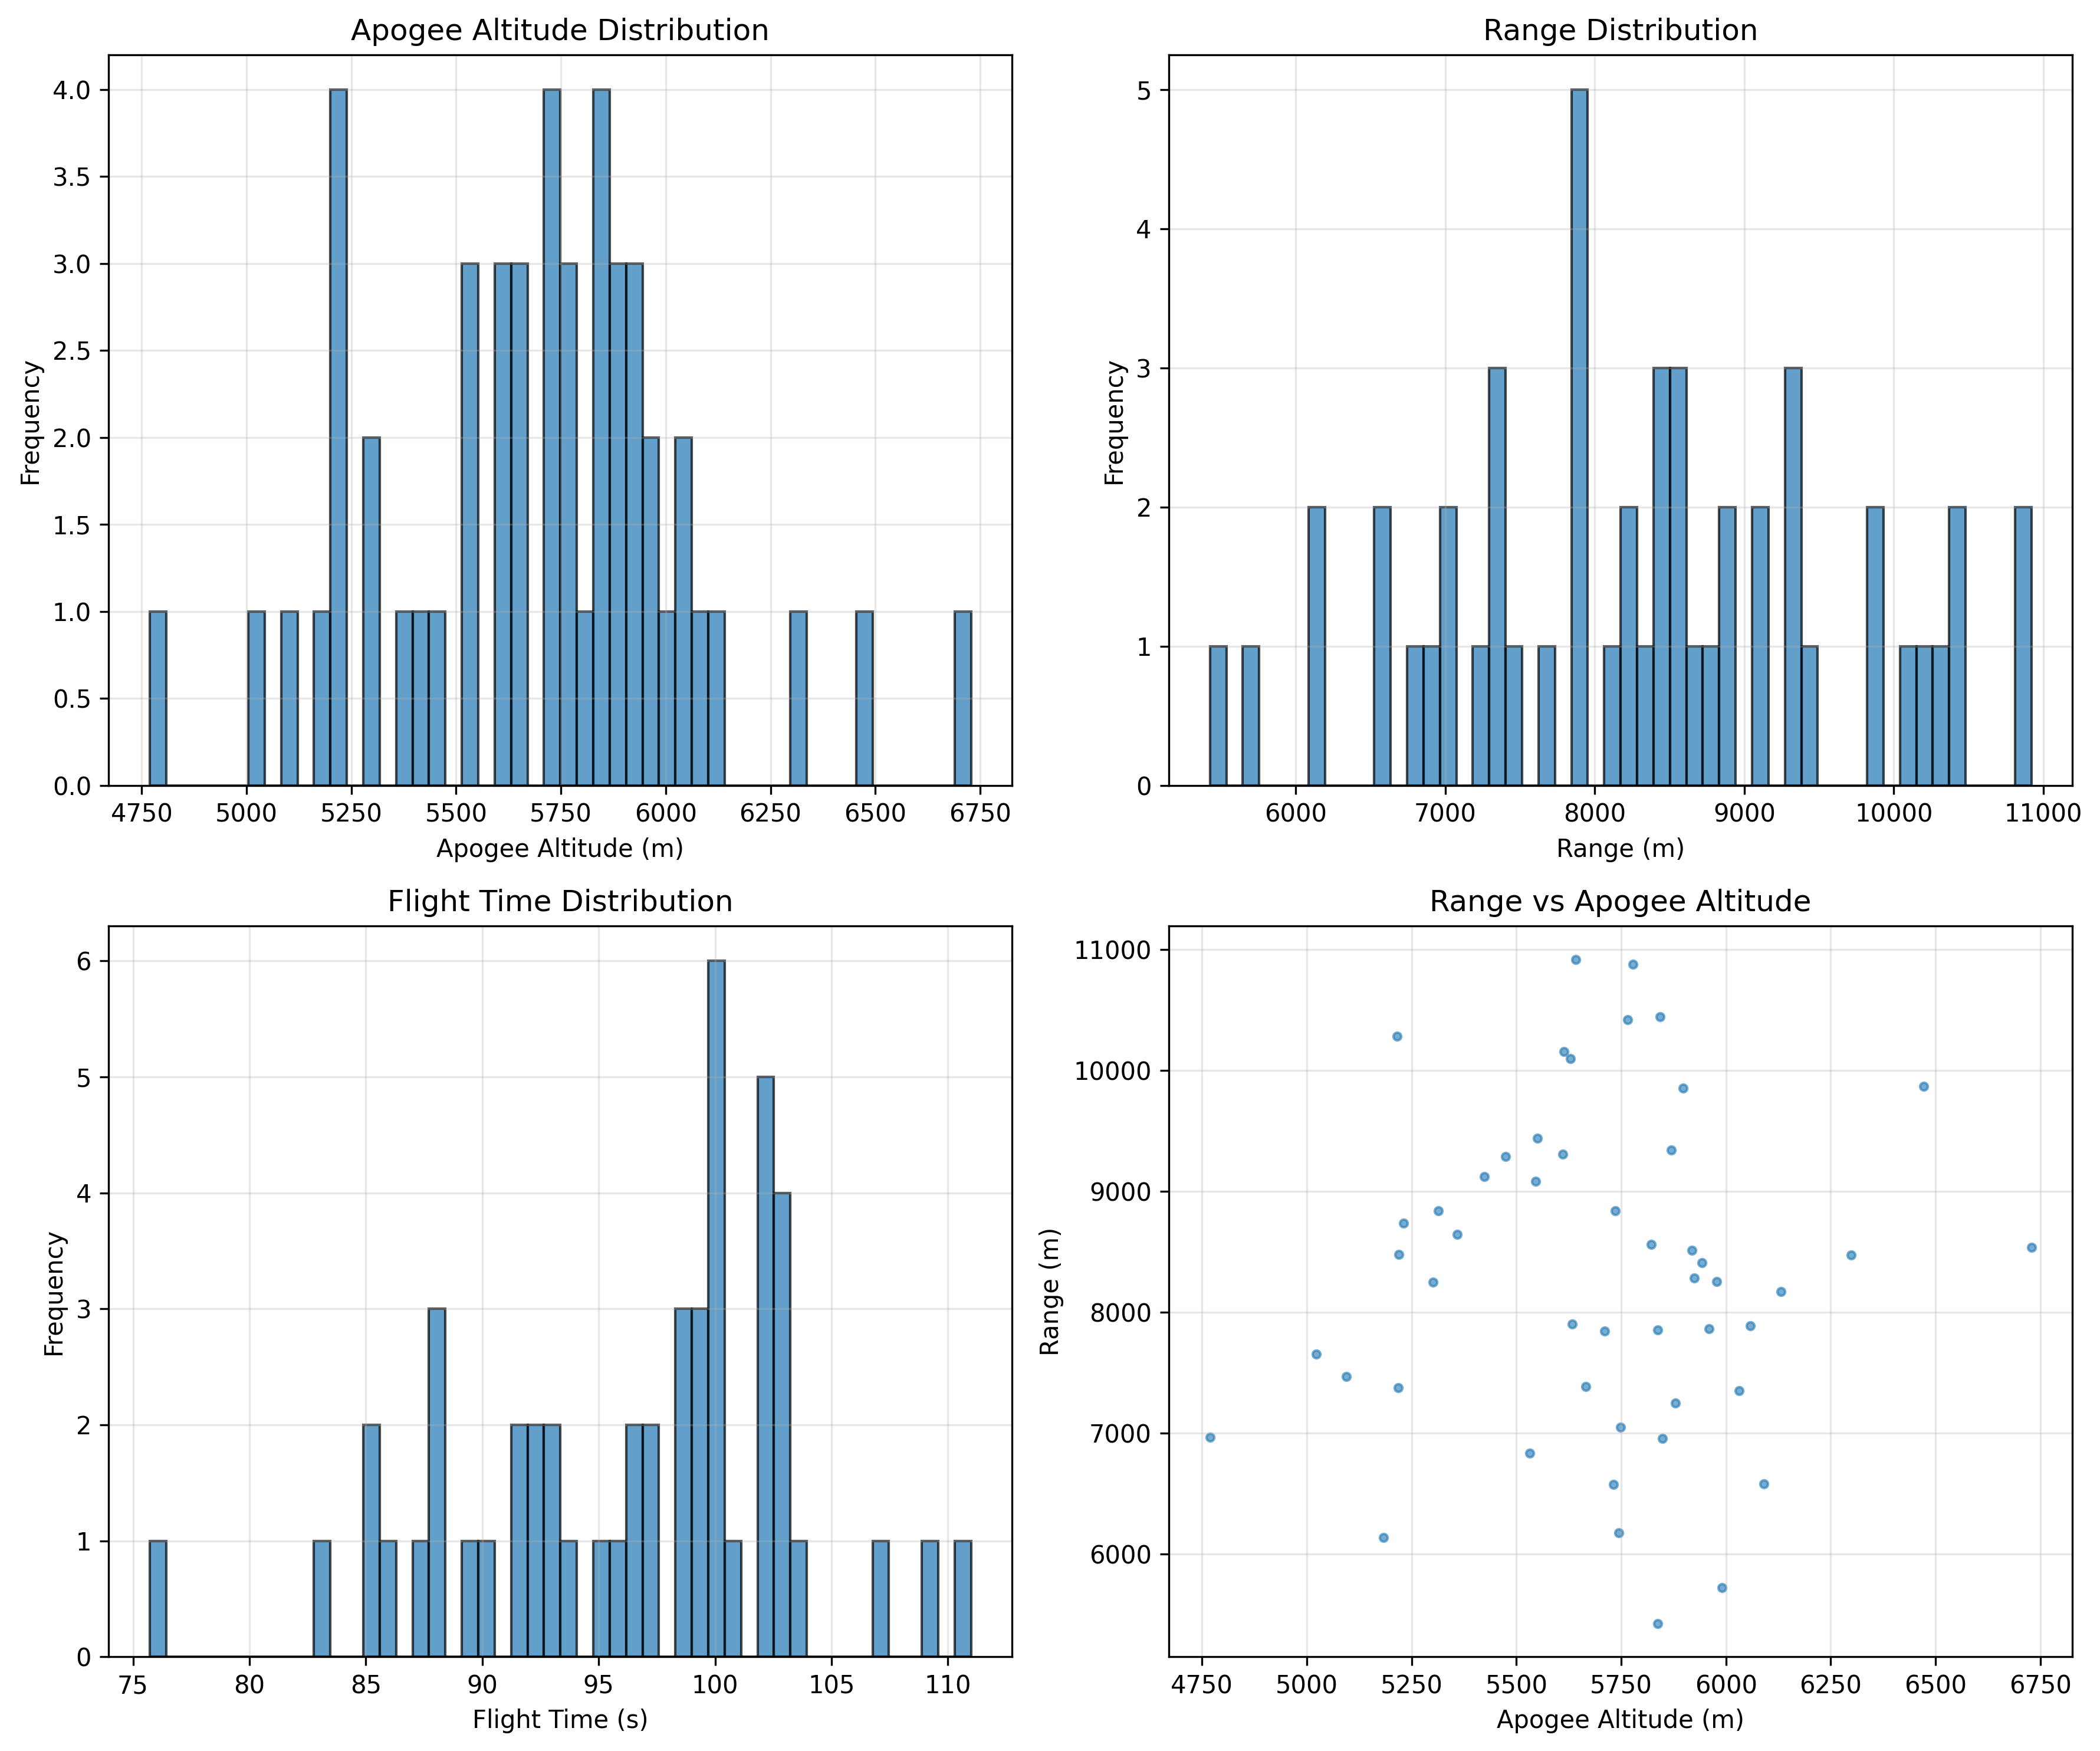 Apogee Altitude Distribution
Frequency
4.0
3.5
3.0
2.5
2.0
1.5
1.0
0.5
0.0
4750 5000 5250 5500 5750 6000 6250 6500 6750
Apogee Altitude (m)
Range Distribution
Frequency
5
4
3
2
1
0
6000 7000 8000 9000 10000 11000
Range (m)
Flight Time Distribution
Frequency
6
5
4
3
2
1
0
75 80 85 90 95 100 105 110
Flight Time (s)
Range vs Apogee Altitude
Range (m)
11000
10000
9000
8000
7000
6000
4750 5000 5250 5500 5750 6000 6250 6500 6750
Apogee Altitude (m)